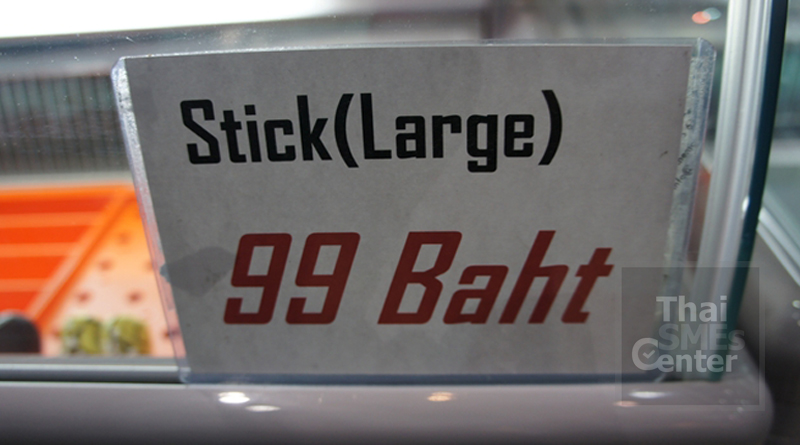 Stick(Large)
99 Baht
Thai
SMEs
Center